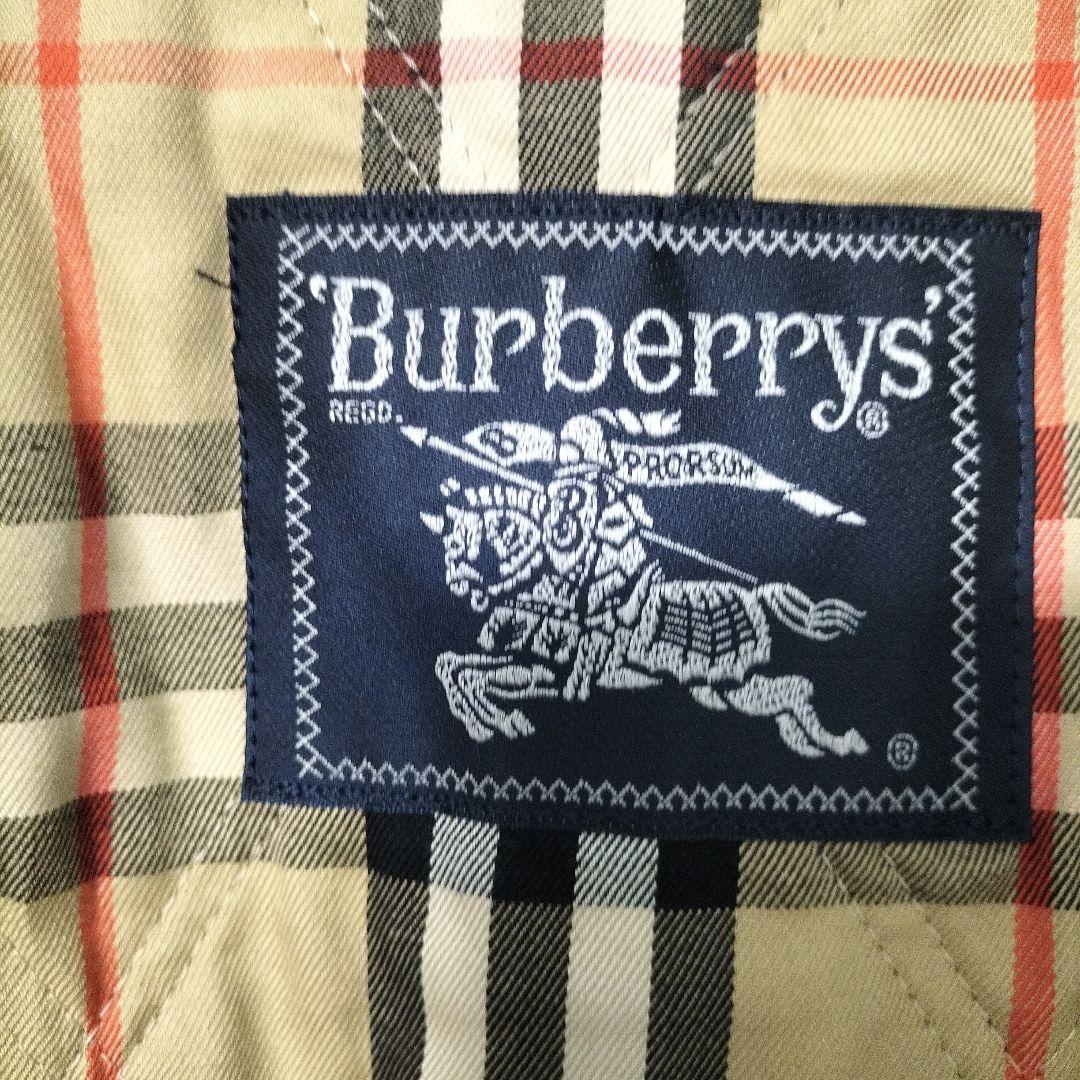 'Burberrys'
REGD. ®
B PRORSUM
B
®